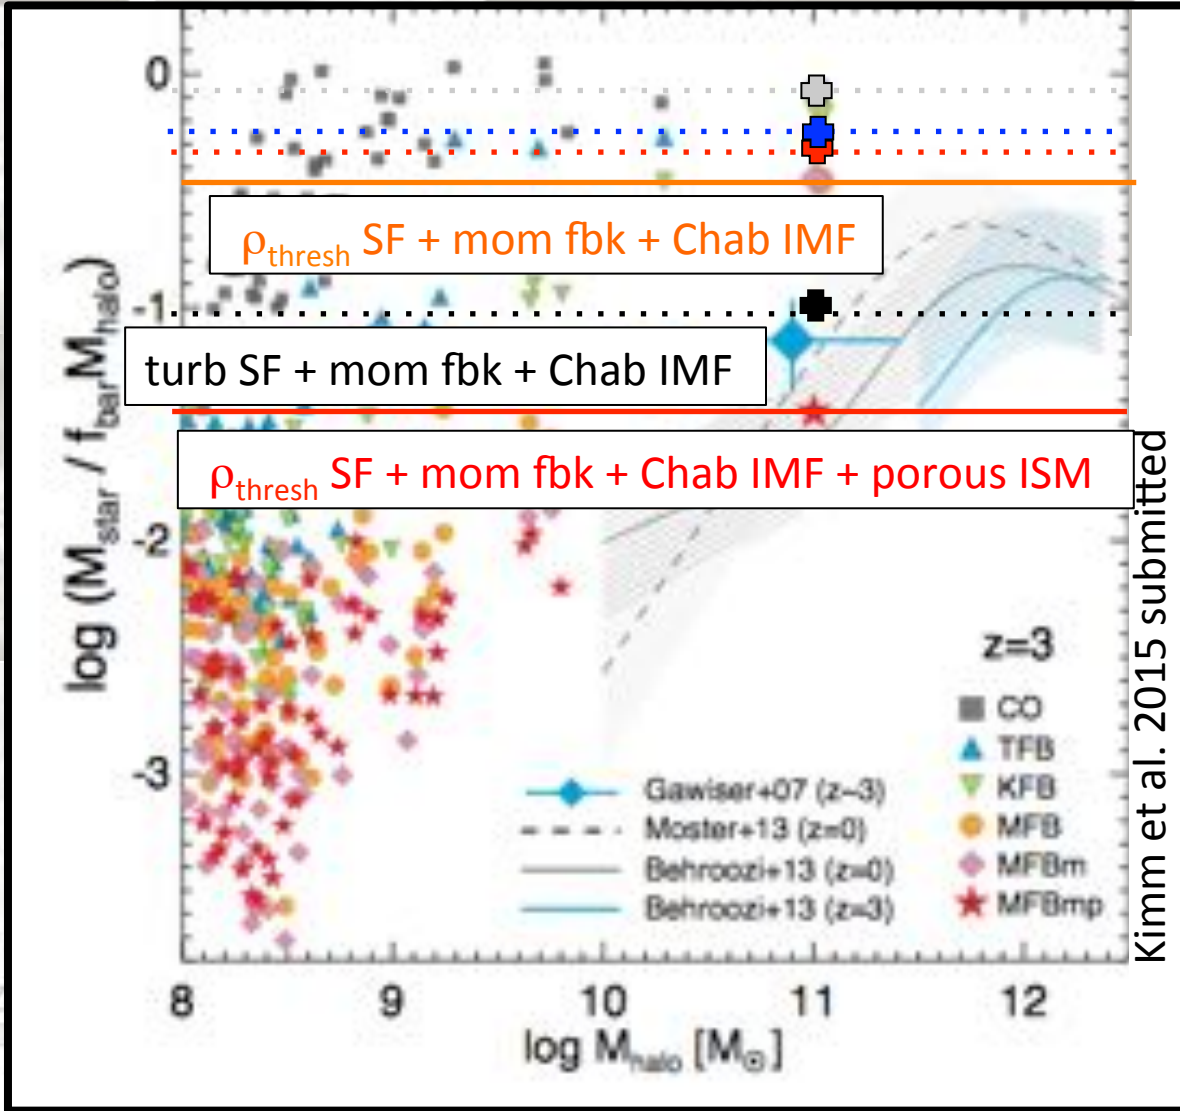 0
ρthresh SF + mom fbk + Chab IMF
-1
turb SF + mom fbk + Chab IMF
ρthresh SF + mom fbk + Chab IMF + porous ISM
-2
-3
log (Mstar / fbarMhalo)
z=3
CO
TFB
KFB
MFB
MFBm
MFBmp
Gawiser+07 (z~3)
Moster+13 (z=0)
Behroozi+13 (z=0)
Behroozi+13 (z=3)
8 9 10 11 12
log Mhalo [M⊙]
Kimm et al. 2015 submitted